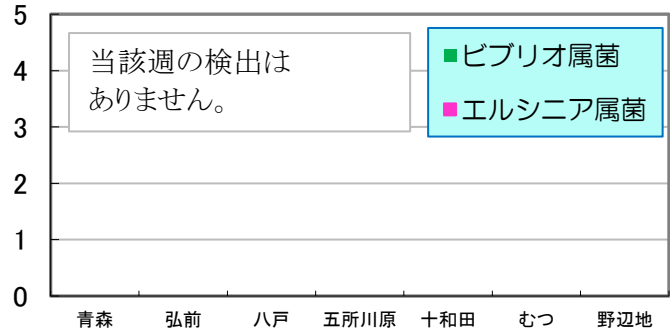 5
4
3
2
1
0
当該週の検出は
ありません。
■ビブリオ属菌
■エルシニア属菌
青森 弘前 八戸 五所川原 十和田 むつ 野辺地